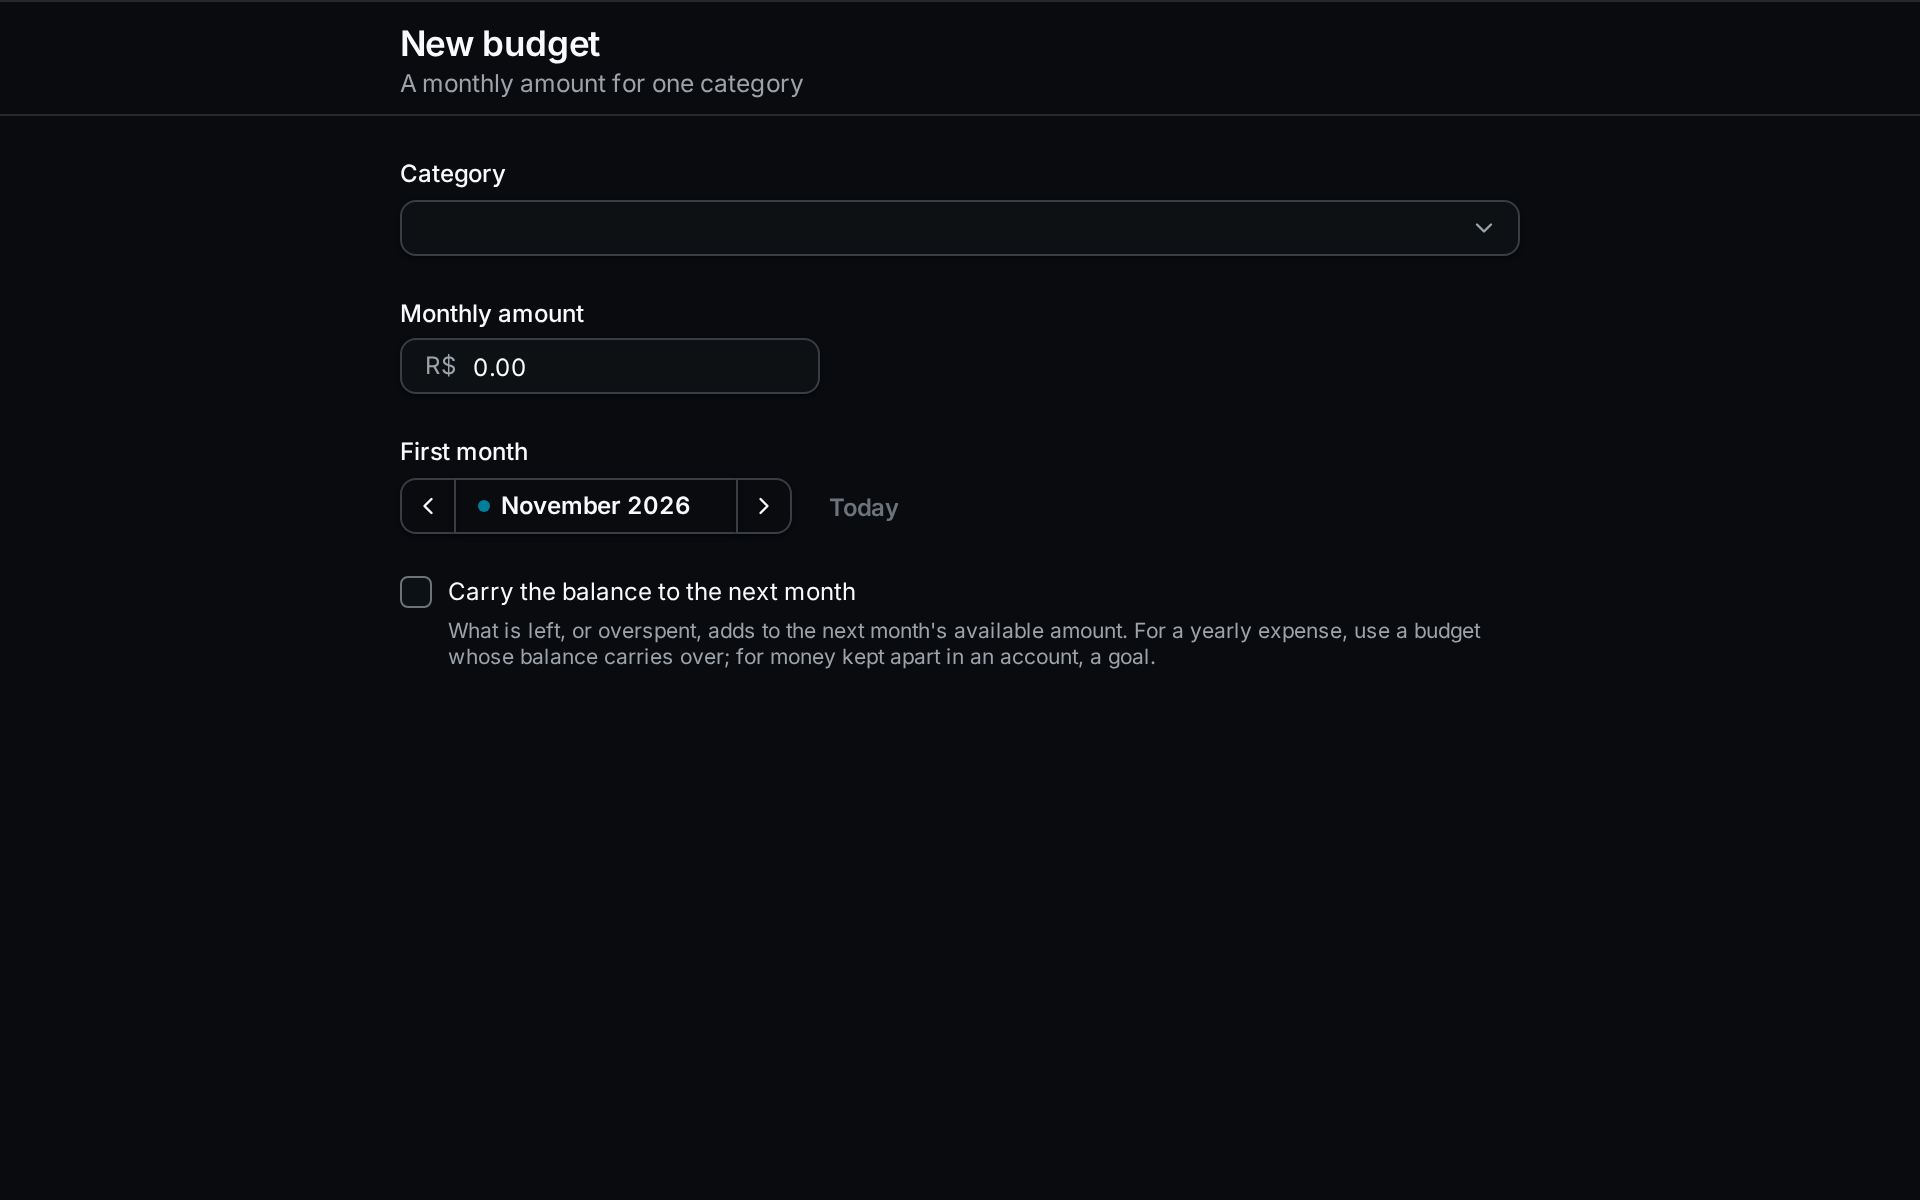 New budget
A monthly amount for one category
Category
Monthly amount
R$ 0.00
First month
November 2026
Today
Carry the balance to the next month
What is left, or overspent, adds to the next month's available amount. For a yearly expense, use a budget
whose balance carries over; for money kept apart in an account, a goal.